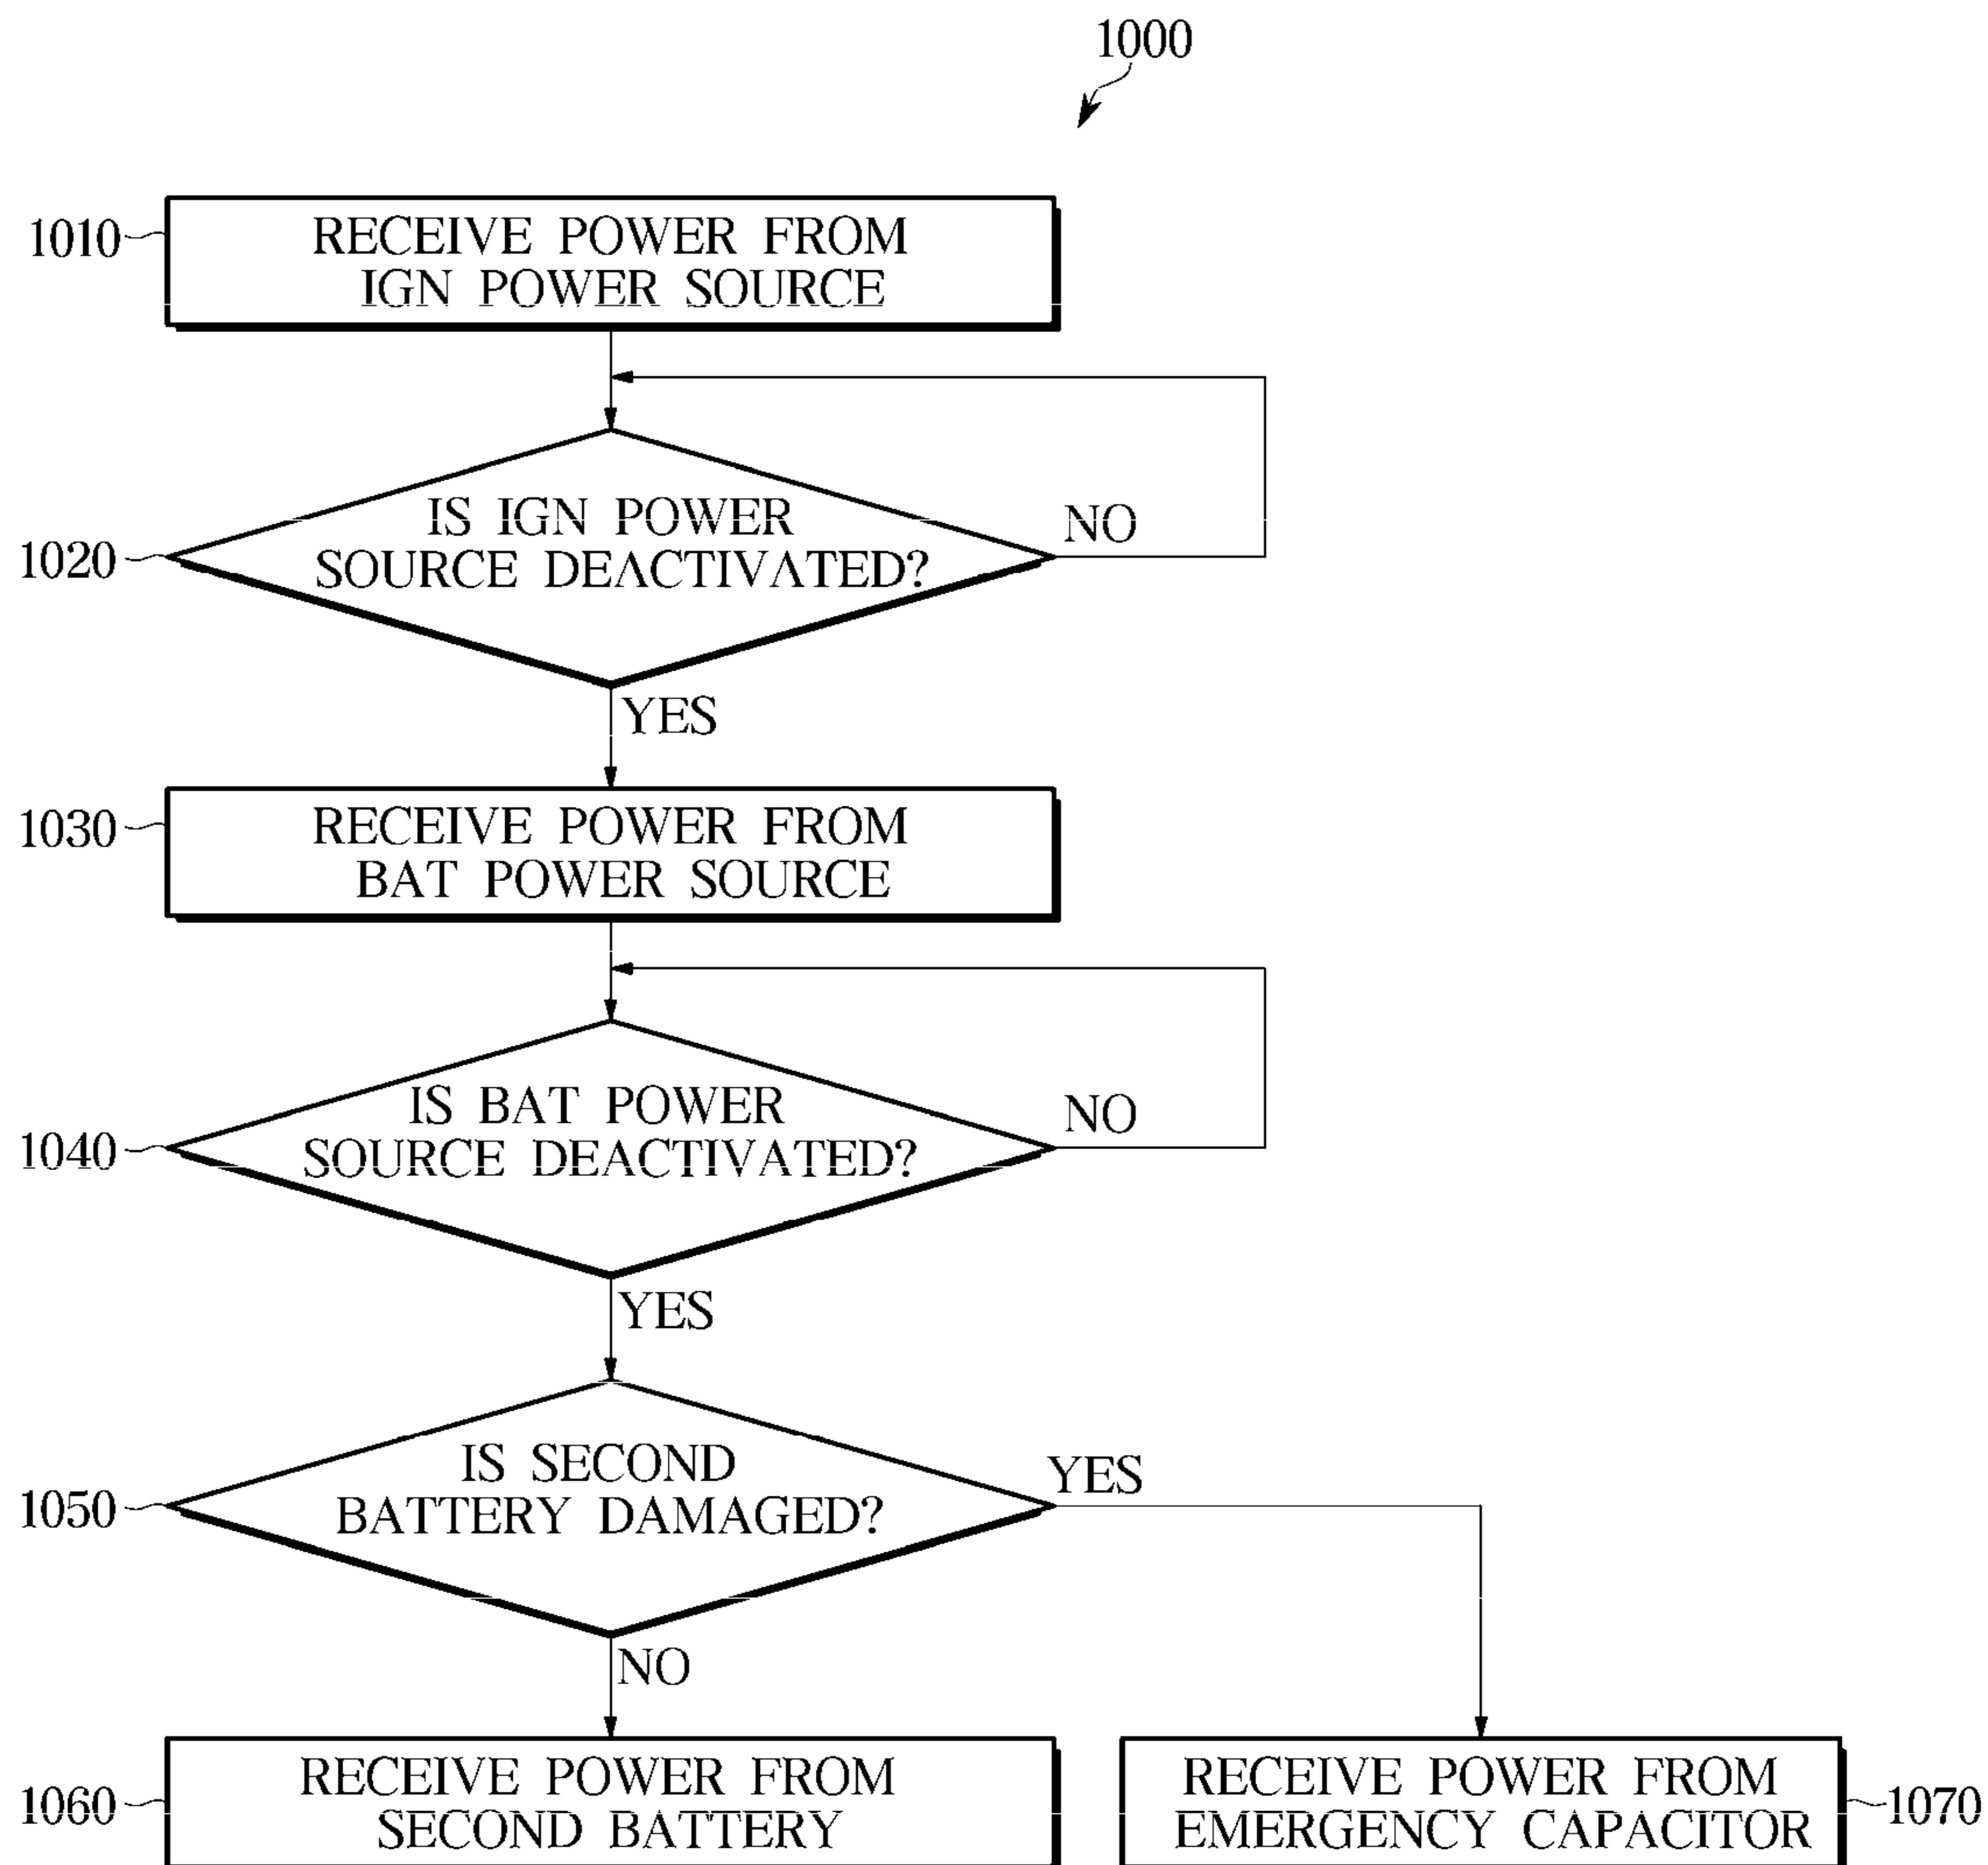 1000
1010
RECEIVE POWER FROM
IGN POWER SOURCE
1020
IS IGN POWER
SOURCE DEACTIVATED?
NO
YES
1030
RECEIVE POWER FROM
BAT POWER SOURCE
1040
IS BAT POWER
SOURCE DEACTIVATED?
NO
YES
1050
IS SECOND
BATTERY DAMAGED?
YES
NO
1060
RECEIVE POWER FROM
SECOND BATTERY
RECEIVE POWER FROM
EMERGENCY CAPACITOR
1070